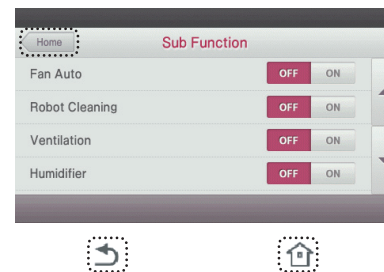 Home Sub Function
Fan Auto OFF ON
Robot Cleaning OFF ON
Ventilation OFF ON
Humidifier OFF ON